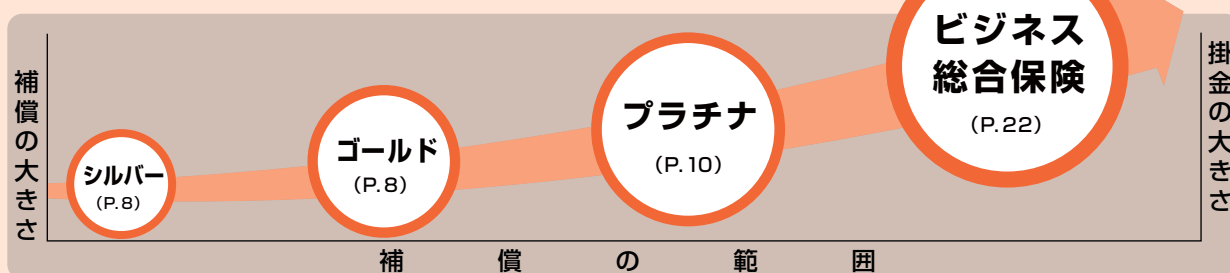 補償の大きさ
シルバー
(P.8)
ゴールド
(P.8)
プラチナ
(P.10)
ビジネス
総合保険
(P.22)
掛金の大きさ
補償の範囲